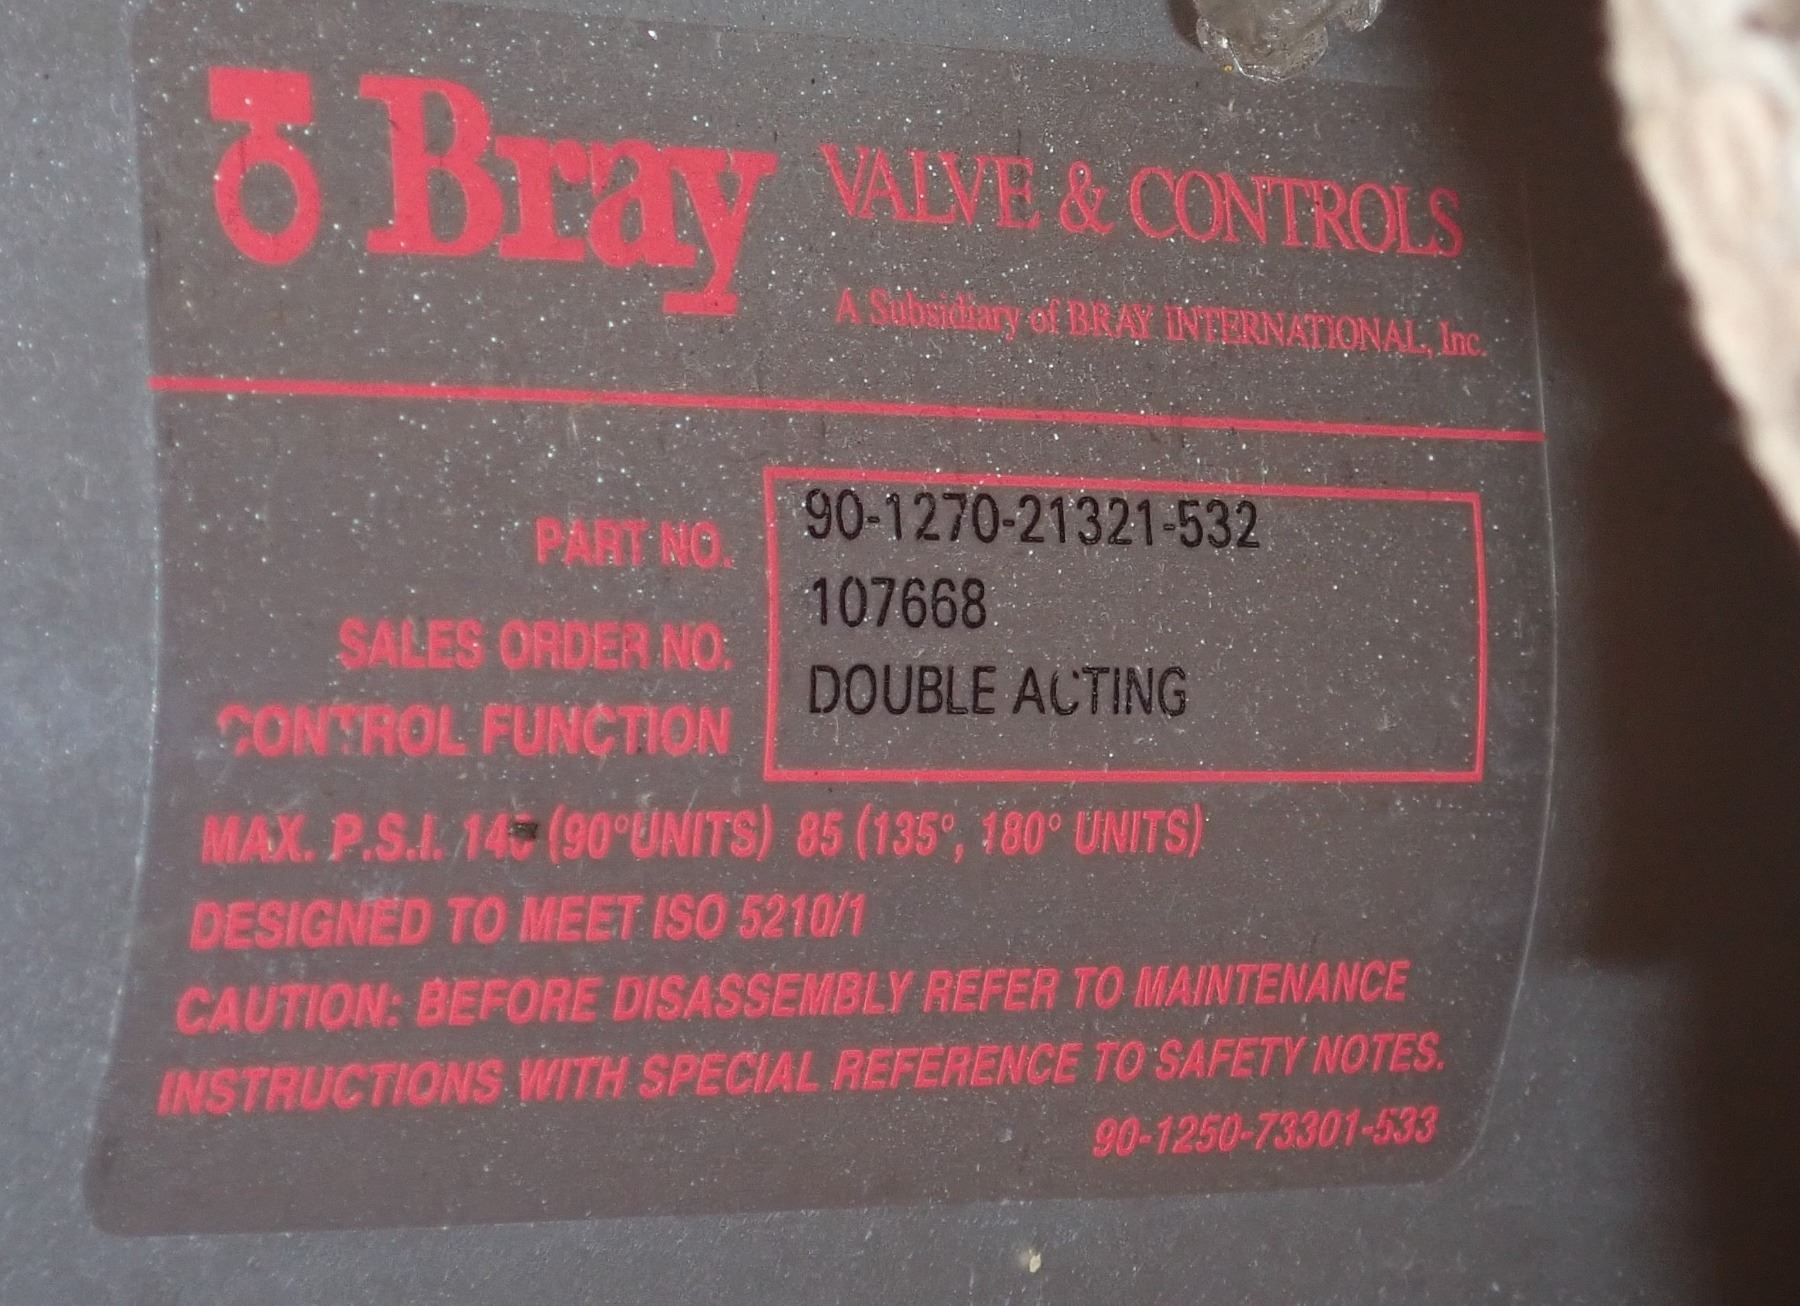 Bray VALVE & CONTROLS
A Subsidiary of BRAY INTERNATIONAL, Inc.
PART NO. 90-1270-21321-532
SALES ORDER NO. 107668
CONTROL FUNCTION DOUBLE ACTING
MAX. P.S.I. (90° UNITS) 85 (135°, 180° UNITS)
DESIGNED TO MEET ISO 5210/1
CAUTION: BEFORE DISASSEMBLY REFER TO MAINTENANCE
INSTRUCTIONS WITH SPECIAL REFERENCE TO SAFETY NOTES.
90-1250-73301-533